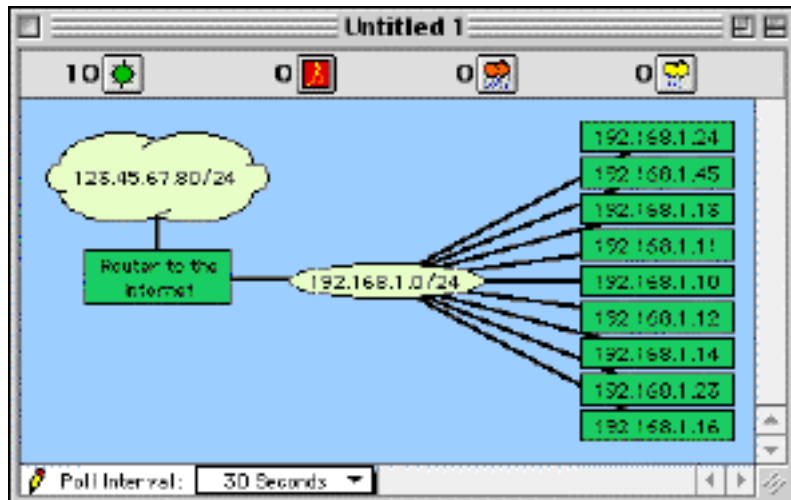 Untitled 1
10 0 0 0
192.168.1.24
192.168.1.45
128.45.67.80/24
192.168.1.13
192.168.1.11
Router to the
Internet
192.168.1.0/24
192.168.1.10
192.168.1.12
192.168.1.14
192.168.1.23
192.168.1.16
Poll Interval: 30 Seconds